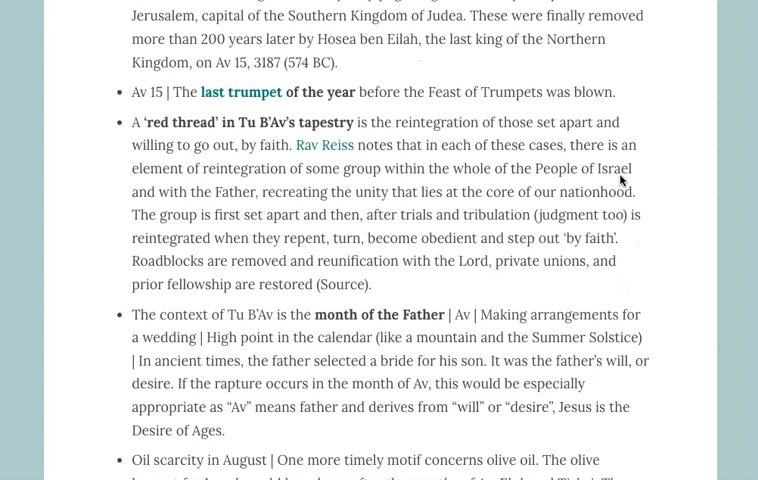 Jerusalem, capital of the Southern Kingdom of Judea. These were finally removed
more than 200 years later by Hosea ben Eilah, the last king of the Northern
Kingdom, on Av 15, 3187 (574 BC).
• Av 15 | The last trumpet of the year before the Feast of Trumpets was blown.
• A ‘red thread’ in Tu B’Av’s tapestry is the reintegration of those set apart and
willing to go out, by faith. Rav Reiss notes that in each of these cases, there is an
element of reintegration of some group within the whole of the People of Israel
and with the Father, recreating the unity that lies at the core of our nationhood.
The group is first set apart and then, after trials and tribulation (judgment too) is
reintegrated when they repent, turn, become obedient and step out ‘by faith’.
Roadblocks are removed and reunification with the Lord, private unions, and
prior fellowship are restored (Source).
• The context of Tu B’Av is the month of the Father | Av | Making arrangements for
a wedding | High point in the calendar (like a mountain and the Summer Solstice)
| In ancient times, the father selected a bride for his son. It was the father’s will, or
desire. If the rapture occurs in the month of Av, this would be especially
appropriate as “Av” means father and derives from “will” or “desire”, Jesus is the
Desire of Ages.
• Oil scarcity in August | One more timely motif concerns olive oil. The olive